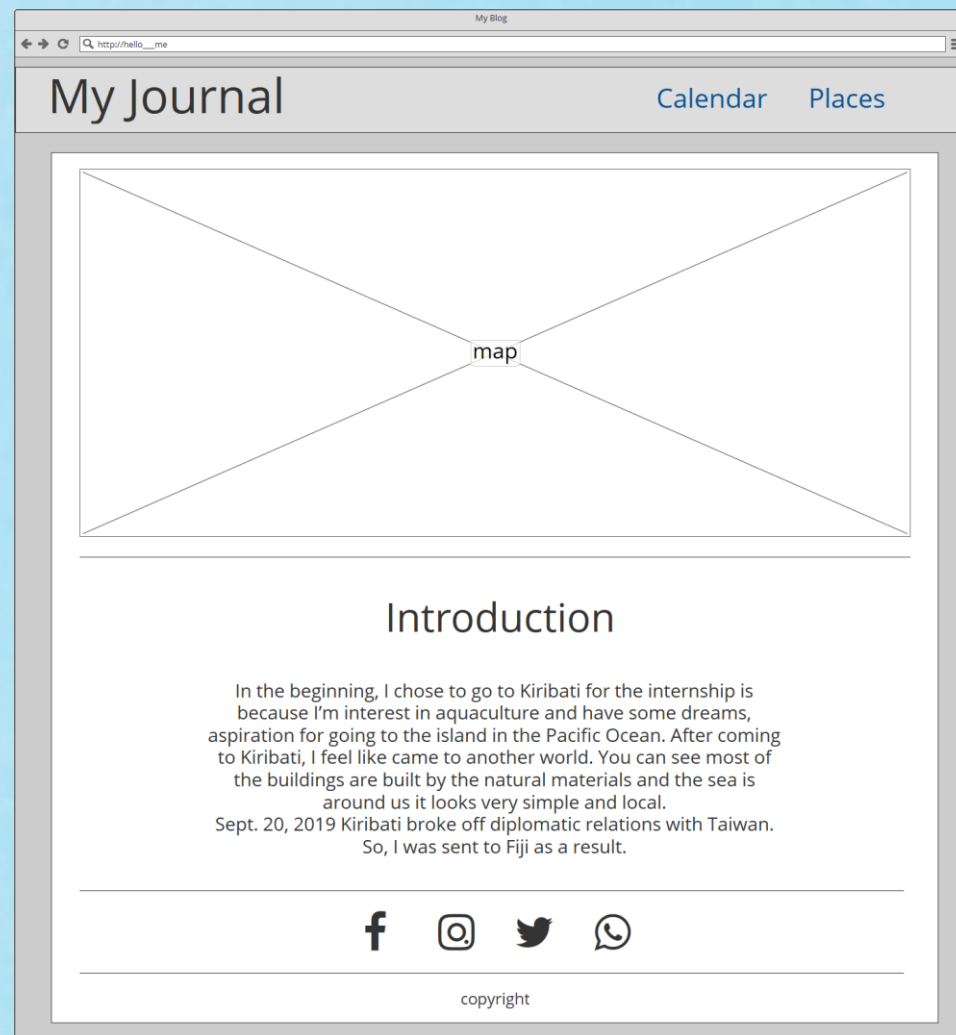 My Blog
http://hello___me
My Journal
Calendar
Places
map
Introduction
In the beginning, I chose to go to Kiribati for the internship is
because I’m interest in aquaculture and have some dreams,
aspiration for going to the island in the Pacific Ocean. After coming
to Kiribati, I feel like came to another world. You can see most of
the buildings are built by the natural materials and the sea is
around us it looks very simple and local.
Sept. 20, 2019 Kiribati broke off diplomatic relations with Taiwan.
So, I was sent to Fiji as a result.
copyright